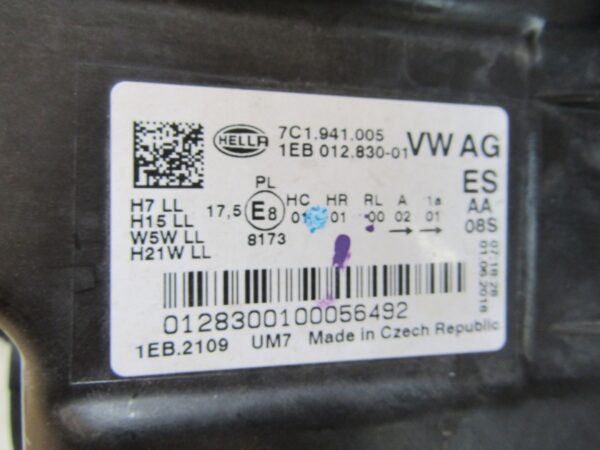 HELLA 7C1.941.005 VW AG
1EB 012.830-01
ES
AA
08S
07:18:28
01.06.2018
H7 LL
H15 LL
W5W LL
H21W LL
PL
17,5 E8 HC HR RL A 1a
01 01 00 02 01
8173 → →
0128300100056492
1EB.2109 UM7 Made in Czech Republic